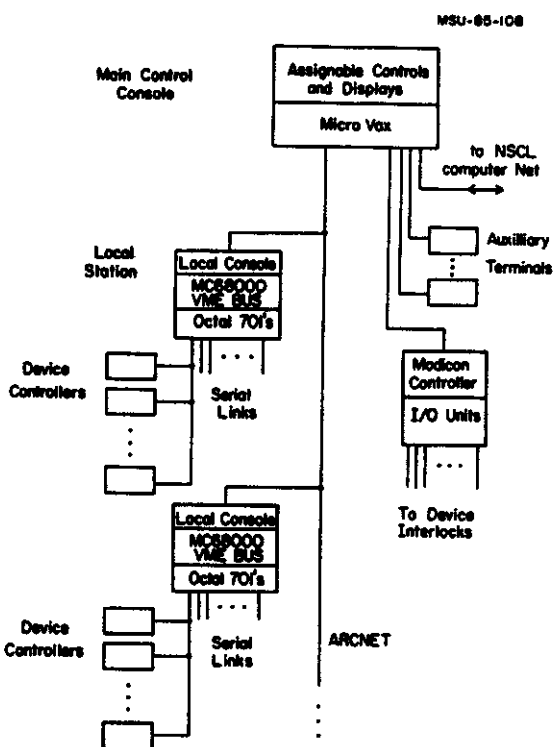 MSU-85-108
Main Control
Console
Assignable Controls
and Displays
Micro Vax
to NSCL
computer Net
Auxilliary
Terminals
Local
Station
Local Console
MC68000
VME BUS
Octal 701's
Device
Controllers
Serial
Links
Modicon
Controller
I/O Units
To Device
Interlocks
Local Console
MC68000
VME BUS
Octal 701's
Device
Controllers
Serial
Links
ARCNET